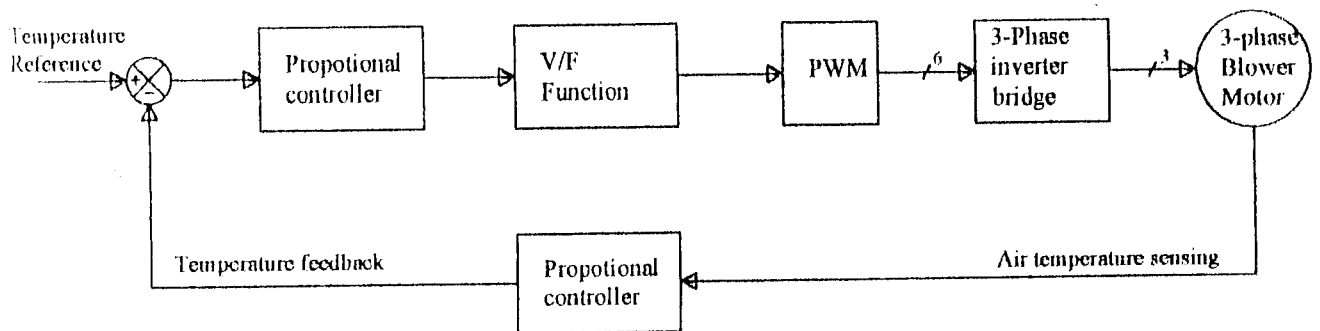 Temperature
Reference
+
−
Propotional
controller
V/F
Function
PWM
6
3-Phase
inverter
bridge
3
3-phase
Blower
Motor
Temperature feedback
Propotional
controller
Air temperature sensing